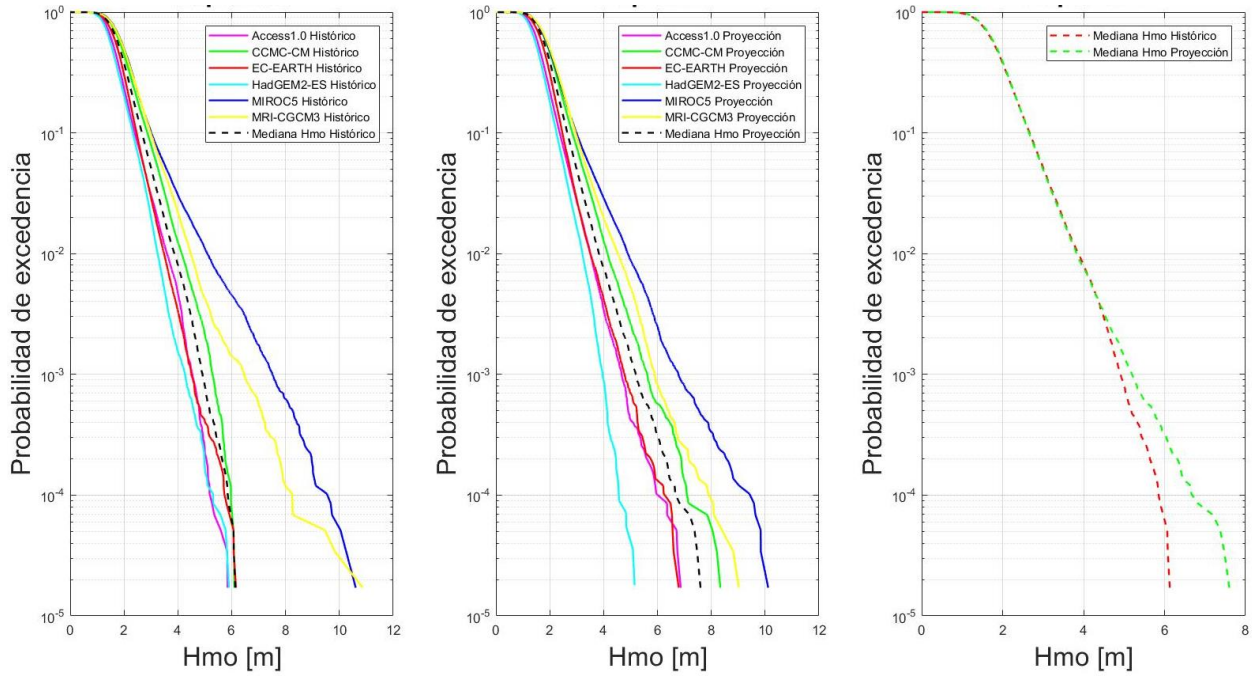 10^0
10^-1
10^-2
10^-3
10^-4
10^-5
Probabilidad de excedencia
0 2 4 6 8 10 12
Hmo [m]
Access1.0 Histórico
CCMC-CM Histórico
EC-EARTH Histórico
HadGEM2-ES Histórico
MIROC5 Histórico
MRI-CGCM3 Histórico
Mediana Hmo Histórico
10^0
10^-1
10^-2
10^-3
10^-4
10^-5
Probabilidad de excedencia
0 2 4 6 8 10 12
Hmo [m]
Access1.0 Proyección
CCMC-CM Proyección
EC-EARTH Proyección
HadGEM2-ES Proyección
MIROC5 Proyección
MRI-CGCM3 Proyección
Mediana Hmo Proyección
10^0
10^-1
10^-2
10^-3
10^-4
10^-5
Probabilidad de excedencia
0 2 4 6 8
Hmo [m]
Mediana Hmo Histórico
Mediana Hmo Proyección